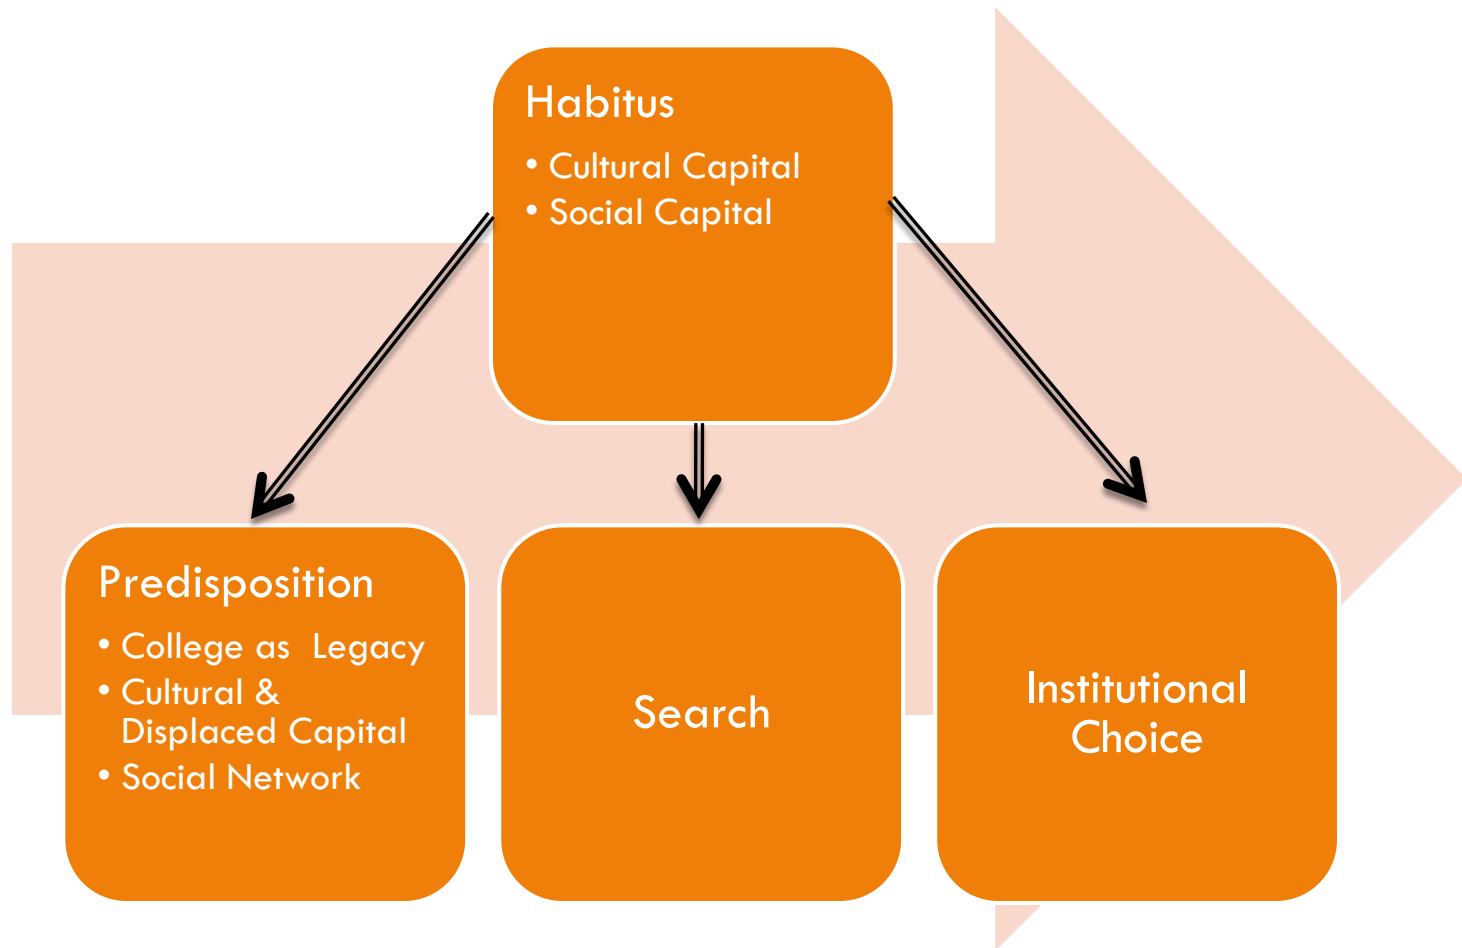 Habitus
• Cultural Capital
• Social Capital
Predisposition
• College as  Legacy
• Cultural &
Displaced Capital
• Social Network
Search
Institutional
Choice